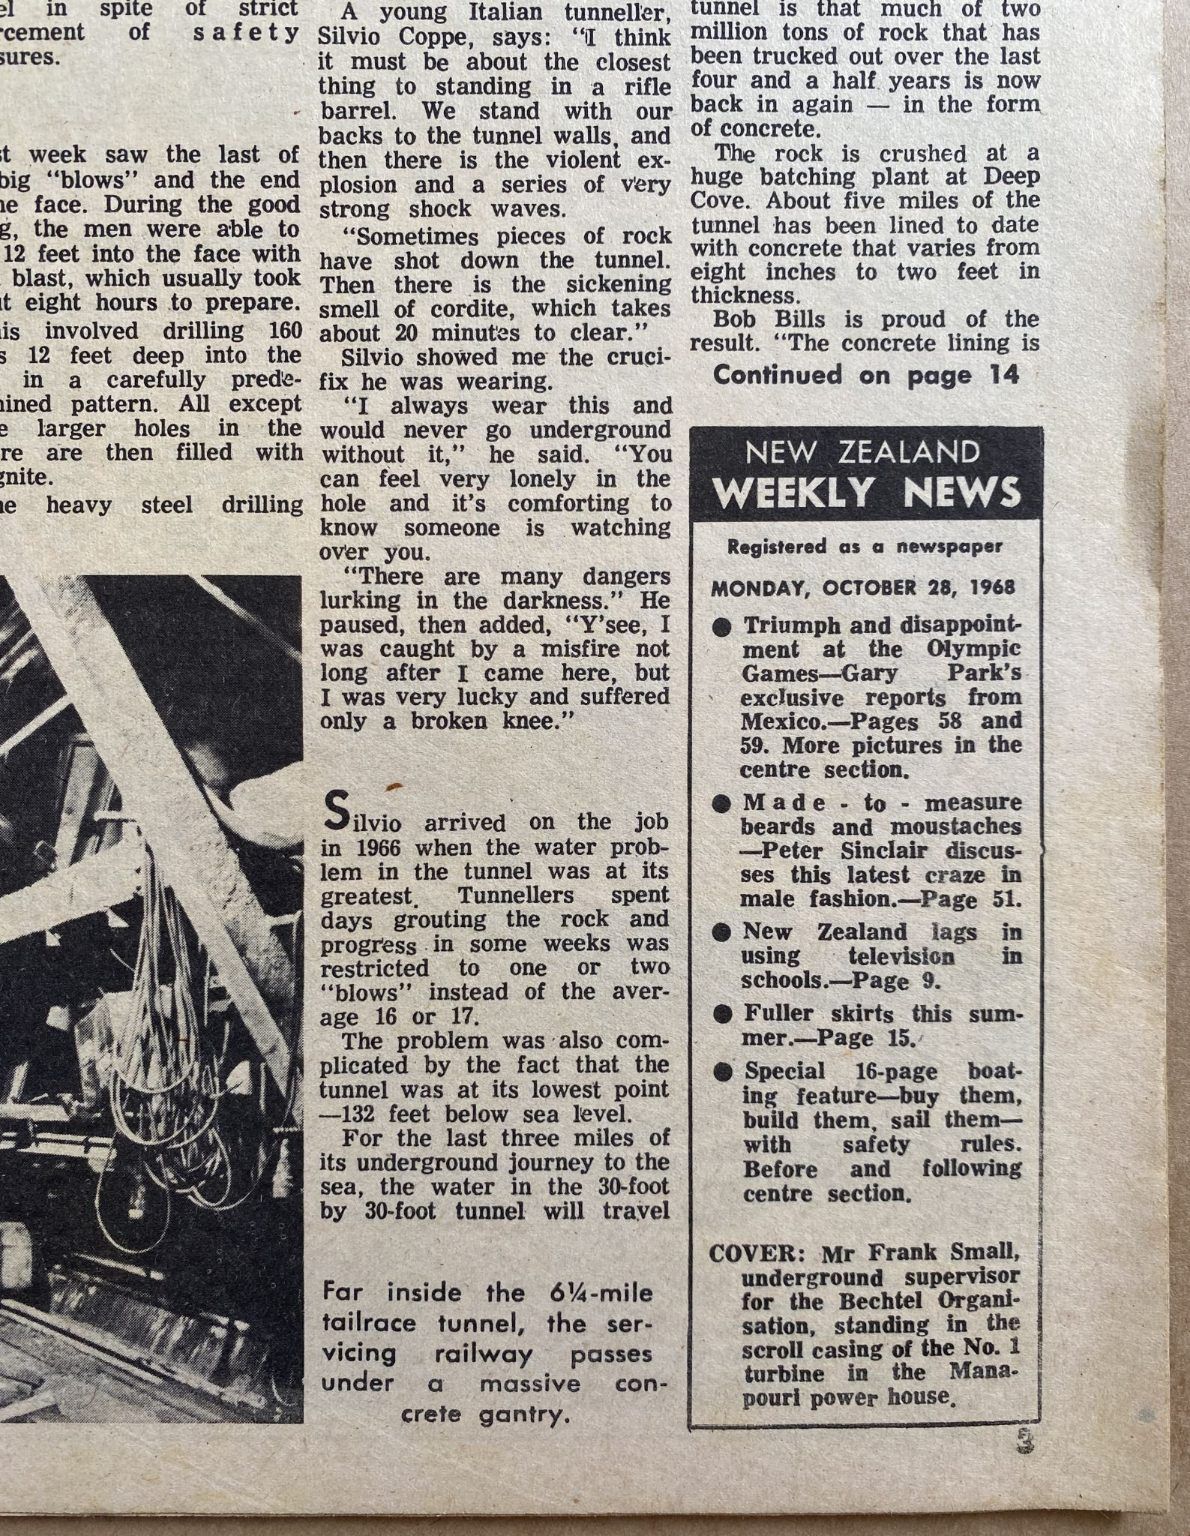 el in spite of strict
rcement of safety
sures.
st week saw the last of
big "blows" and the end
he face. During the good
g, the men were able to
12 feet into the face with
blast, which usually took
ut eight hours to prepare.
his involved drilling 160
s 12 feet deep into the
in a carefully prede-
mined pattern. All except
e larger holes in the
re are then filled with
gnite.
he heavy steel drilling
A young Italian tunneller,
Silvio Coppe, says: "I think
it must be about the closest
thing to standing in a rifle
barrel. We stand with our
backs to the tunnel walls, and
then there is the violent ex-
plosion and a series of very
strong shock waves.
"Sometimes pieces of rock
have shot down the tunnel.
Then there is the sickening
smell of cordite, which takes
about 20 minutes to clear."
Silvio showed me the cruci-
fix he was wearing.
"I always wear this and
would never go underground
without it," he said. "You
can feel very lonely in the
hole and it's comforting to
know someone is watching
over you.
"There are many dangers
lurking in the darkness." He
paused, then added, "Y'see, I
was caught by a misfire not
long after I came here, but
I was very lucky and suffered
only a broken knee."
Silvio arrived on the job
in 1966 when the water prob-
lem in the tunnel was at its
greatest. Tunnellers spent
days grouting the rock and
progress in some weeks was
restricted to one or two
"blows" instead of the aver-
age 16 or 17.
The problem was also com-
plicated by the fact that the
tunnel was at its lowest point
—132 feet below sea level.
For the last three miles of
its underground journey to the
sea, the water in the 30-foot
by 30-foot tunnel will travel
Far inside the 6¼-mile
tailrace tunnel, the ser-
vicing railway passes
under a massive con-
crete gantry.
tunnel is that much of two
million tons of rock that has
been trucked out over the last
four and a half years is now
back in again — in the form
of concrete.
The rock is crushed at a
huge batching plant at Deep
Cove. About five miles of the
tunnel has been lined to date
with concrete that varies from
eight inches to two feet in
thickness.
Bob Bills is proud of the
result. "The concrete lining is
Continued on page 14
NEW ZEALAND
WEEKLY NEWS
Registered as a newspaper
MONDAY, OCTOBER 28, 1968
● Triumph and disappoint-
ment at the Olympic
Games—Gary Park's
exclusive reports from
Mexico.—Pages 58 and
59. More pictures in the
centre section.
● Made - to - measure
beards and moustaches
—Peter Sinclair discus-
ses this latest craze in
male fashion.—Page 51.
● New Zealand lags in
using television in
schools.—Page 9.
● Fuller skirts this sum-
mer.—Page 15.
● Special 16-page boat-
ing feature—buy them,
build them, sail them—
with safety rules.
Before and following
centre section.
COVER: Mr Frank Small,
underground supervisor
for the Bechtel Organi-
sation, standing in the
scroll casing of the No. 1
turbine in the Mana-
pouri power house.
3